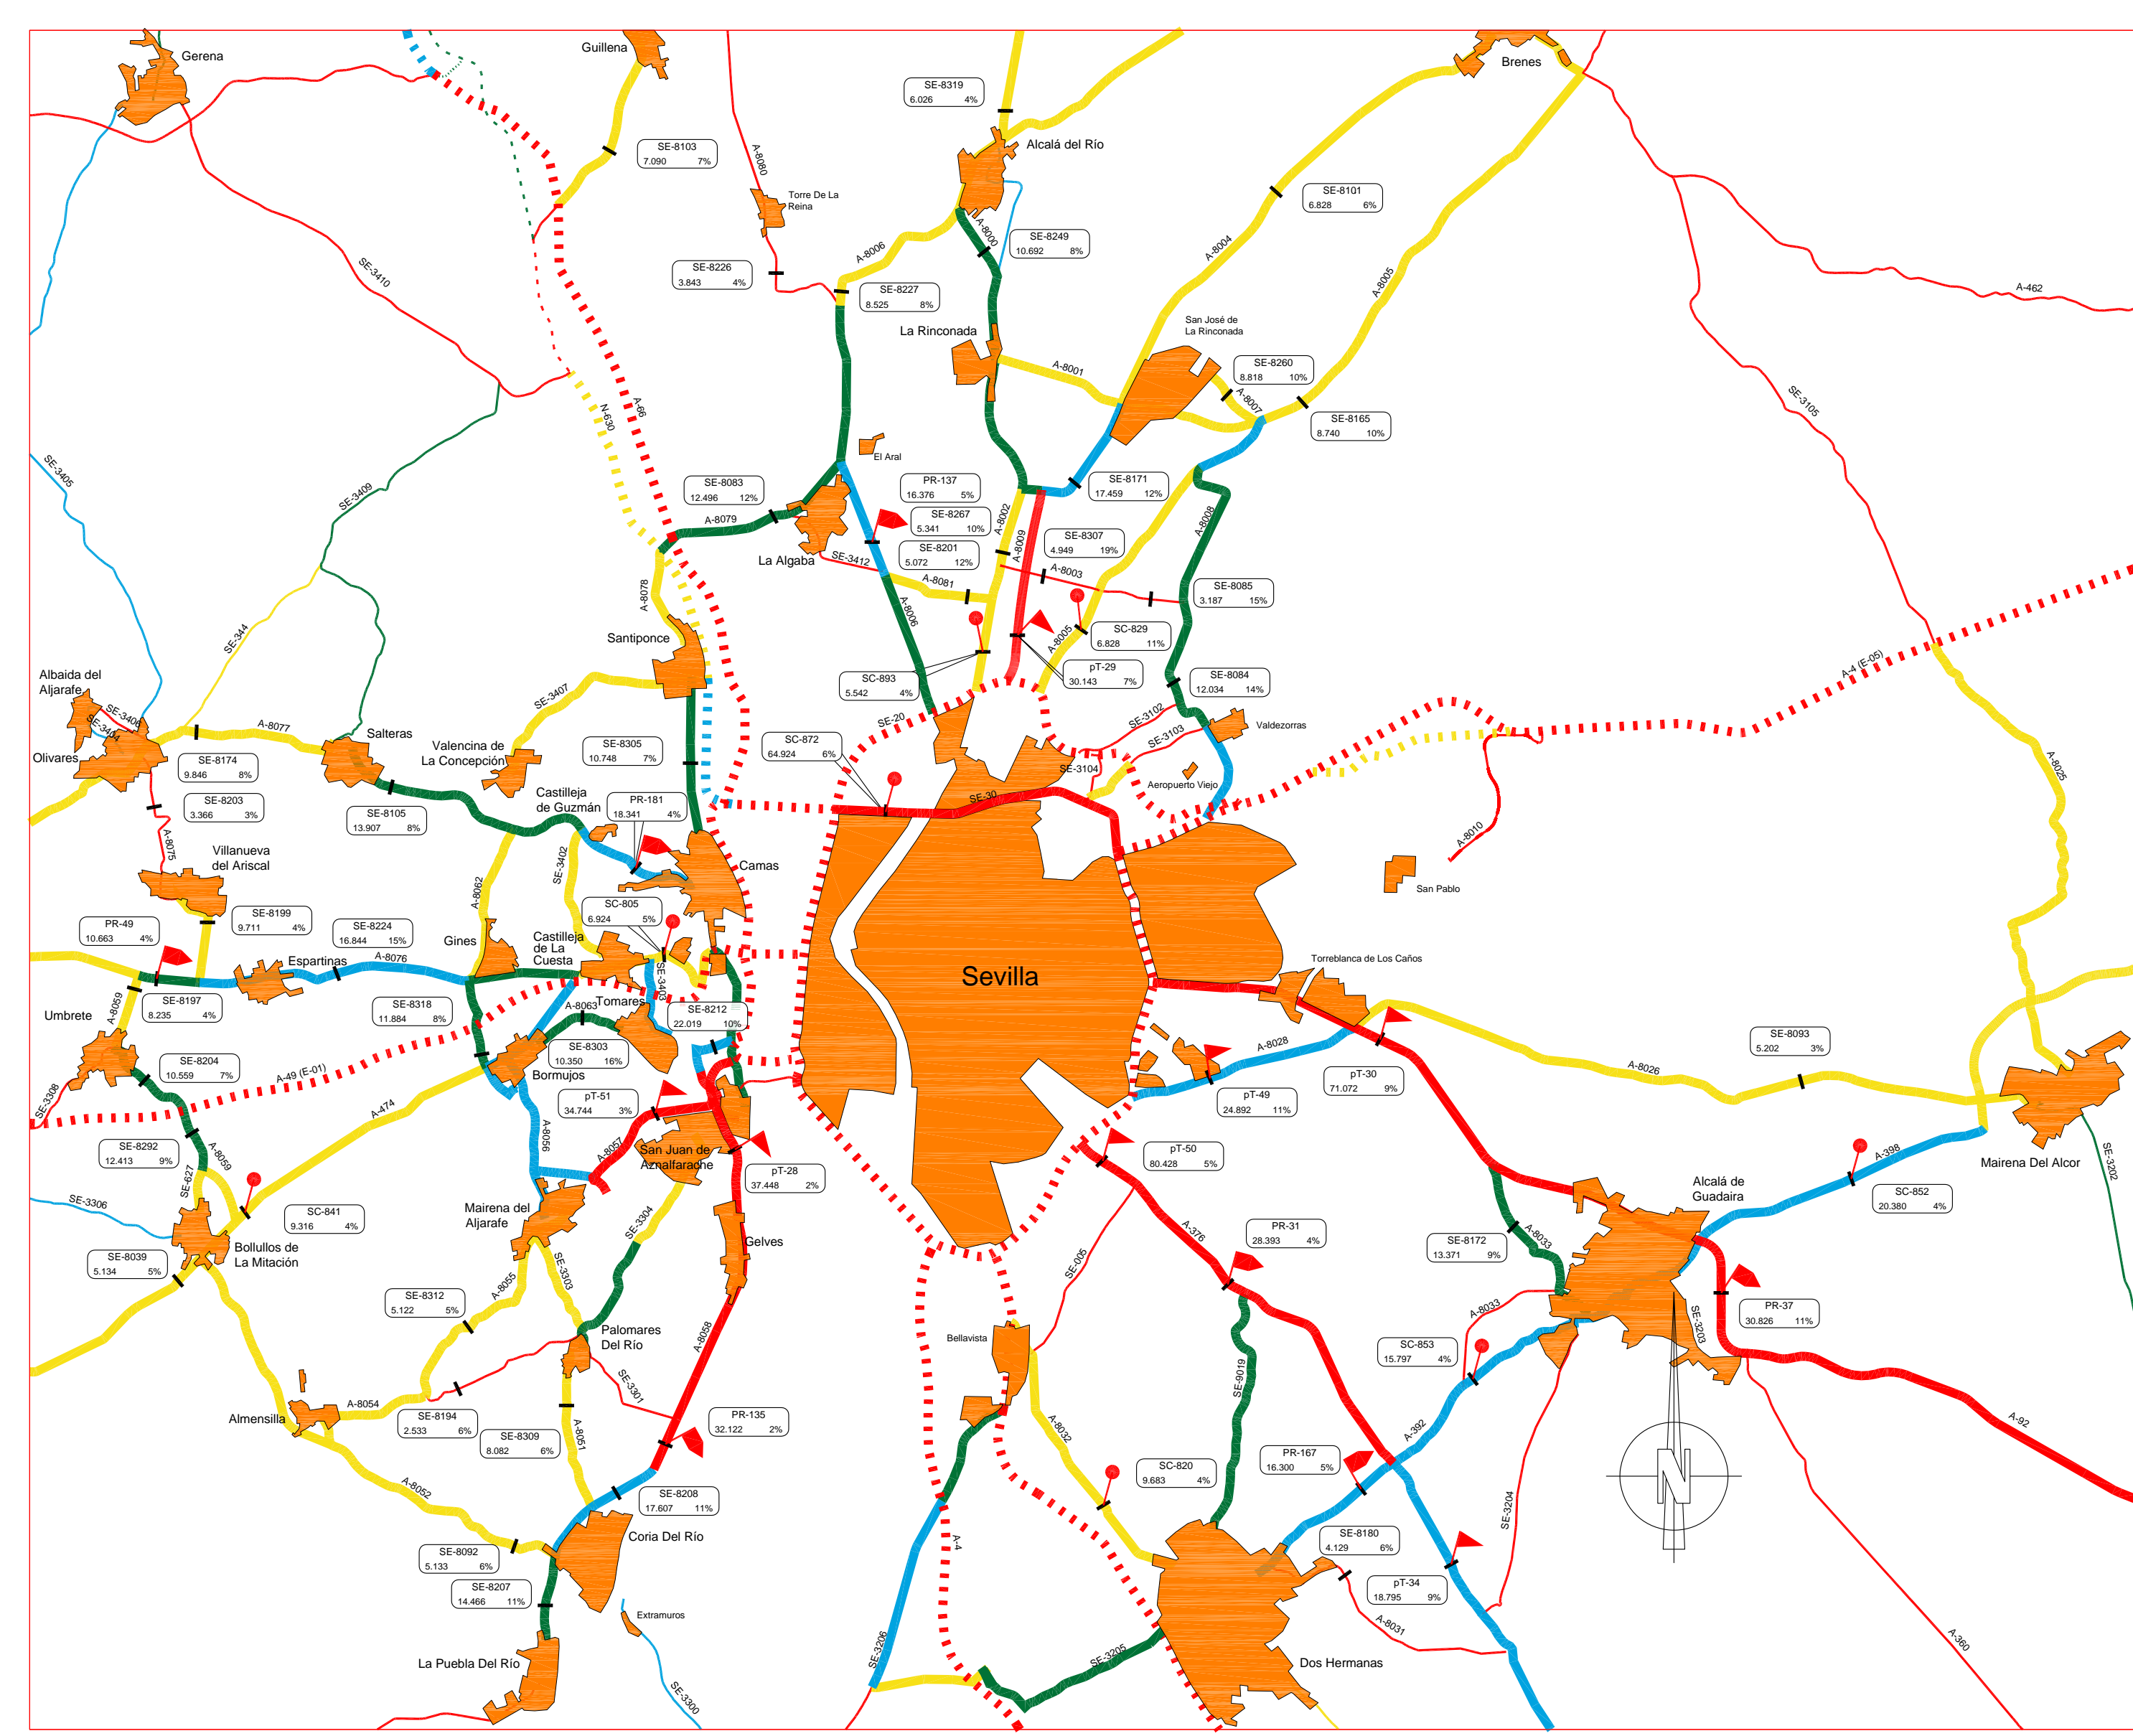 Gerena
Guillena
Brenes
SE-8319
6.026 4%
Alcalá del Río
SE-8103
7.090 7%
A-8080
Torre De La
Reina
SE-8101
6.828 6%
A-8000
SE-8249
10.692 8%
A-8006
A-8004
A-8005
SE-3410
SE-8226
3.843 4%
SE-8227
8.525 8%
A-462
La Rinconada
San José de
La Rinconada
A-8001
SE-8260
8.818 10%
A-8007
SE-8165
8.740 10%
N-630
A-66
SE-3105
El Aral
SE-3405
SE-3409
SE-8083
12.496 12%
PR-137
16.376 5%
SE-8171
17.459 12%
A-8079
SE-8267
5.341 10%
A-8002
A-8009
A-8008
SE-8307
4.949 19%
SE-8201
5.072 12%
La Algaba
SE-3412
A-8081
A-8003
SE-8085
3.187 15%
A-8078
A-8006
SE-344
Santiponce
A-8005
SC-829
6.828 11%
pT-29
30.143 7%
SC-893
5.542 4%
SE-8084
12.034 14%
A-4 (E-05)
Albaida del
Aljarafe
SE-3406
SE-3404
SE-3407
SE-20
SE-3102
SE-3103
Valdezorras
A-8077
Salteras
Valencina de
La Concepción
Olivares
SE-8174
9.846 8%
SE-8305
10.748 7%
SC-872
64.924 6%
SE-3104
Aeropuerto Viejo
A-8025
SE-8203
3.366 3%
SE-8105
13.907 8%
Castilleja
de Guzmán
PR-181
18.341 4%
SE-30
A-8075
A-8010
Villanueva
del Ariscal
SE-3402
Camas
San Pablo
A-8062
PR-49
10.663 4%
SE-8199
9.711 4%
SE-8224
16.844 15%
SC-805
6.924 5%
Gines
Castilleja
de La
Cuesta
Espartinas
A-8076
SE-3403
Sevilla
Torreblanca de Los Caños
SE-8197
8.235 4%
A-8059
SE-8318
11.884 8%
Tomares
A-8063
SE-8212
22.019 10%
Umbrete
SE-8303
10.350 16%
A-8028
SE-8093
5.202 3%
SE-8204
10.559 7%
A-49 (E-01)
Bormujos
A-8026
SE-3308
A-474
pT-51
34.744 3%
pT-49
24.892 11%
pT-30
71.072 9%
SE-8292
12.413 9%
A-8059
A-8056
A-8057
San Juan de
Aznalfarache
pT-28
37.448 2%
pT-50
80.428 5%
A-398
Mairena Del Alcor
SE-3202
SE-627
SE-3306
SC-841
9.316 4%
Mairena del
Aljarafe
SE-3304
Alcalá de
Guadaira
SC-852
20.380 4%
A-376
PR-31
28.393 4%
Bollullos de
La Mitación
SE-8039
5.134 5%
Gelves
SE-8172
13.371 9%
A-8033
SE-005
A-8055
SE-3303
SE-8312
5.122 5%
A-8033
PR-37
30.826 11%
Palomares
Del Río
A-8058
Bellavista
SE-3203
SC-853
15.797 4%
SE-3301
SE-9019
Almensilla
A-8054
SE-8194
2.533 6%
PR-135
32.122 2%
A-8032
A-392
A-92
SE-8309
8.082 6%
A-8051
PR-167
16.300 5%
SC-820
9.683 4%
N
A-8052
SE-8208
17.607 11%
SE-3204
Coria Del Río
A-4
SE-8180
4.129 6%
SE-8092
5.133 6%
SE-8207
14.466 11%
pT-34
18.795 9%
Extramuros
A-8031
A-360
SE-3206
SE-3205
La Puebla Del Río
Dos Hermanas
SE-3300